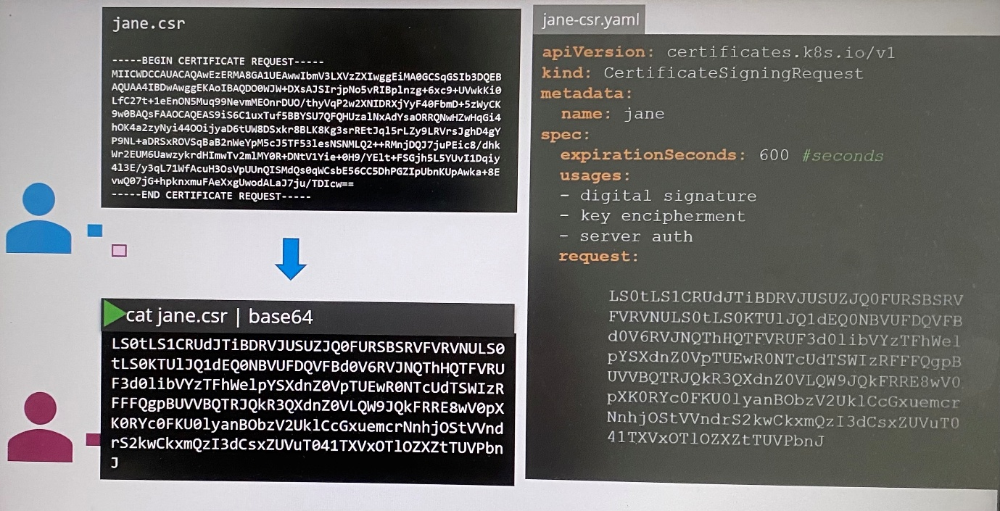 jane.csr
-----BEGIN CERTIFICATE REQUEST-----
MIICWDCCAUACAQAwEzERMA8GA1UEAwwIbmV3LXVzZXIwggEiMA0GCSqGSIb3DQEB
AQUAA4IBDwAwggEKAoIBAQDO0WJW+DXsAJSIrjpNo5vRIBplnzg+6xc9+UVwkKi0
LfC27t+1eEnON5Muq99NevmMEOnrDUO/thyVqP2w2XNIDRXjYyF40FbmD+5zWyCK
9w0BAQsFAAOCAQEAS9iS6C1uxTuf5BBYSU7QFQHUzalNxAdYsaORRQNwHZwHqGi4
hOK4a2zyNyi44OOijyaD6tUW8DSxkr8BLK8Kg3srREtJql5rLZy9LRVrsJghD4gY
P9NL+aDRSxROVSqBaB2nWeYpM5cJ5TF53lesNSNMLQ2++RMnjDQJ7juPEic8/dhk
Wr2EUM6UawzykrdHImwTv2mlMY0R+DNtV1Yie+0H9/YElt+FSGjh5L5YUvI1Dqiy
4l3E/y3qL71WfAcuH3OsVpUUnQISMdQs0qWCsbE56CC5DhPGZIpUbnKUpAwka+8E
vwQ07jG+hpknxmuFAeXxgUwodALaJ7ju/TDIcw==
-----END CERTIFICATE REQUEST-----
cat jane.csr | base64
LS0tLS1CRUdJTiBDRVJUSUZJQ0FURSBSRVFVRVNULS0
tLS0KTUlJQ1dEQ0NBVUFDQVFBd0V6RVJNQThHQTFVRU
F3d0libVYzTFhWelpYSXdnZ0VpTUEwR0NTcUdTSWIzR
FFFQgpBUVVBQTRJQkR3QXdnZ0VLQW9JQkFRRE8wV0pX
K0RYc0FKU0lyanBObzV2UklCcGxuemcrNnhjOStVVnd
rS2kwCkxmQzI3dCsxZUVuT041TXVxOTlOZXZtTUVPbn
J
jane-csr.yaml
apiVersion: certificates.k8s.io/v1
kind: CertificateSigningRequest
metadata:
name: jane
spec:
expirationSeconds: 600 #seconds
usages:
- digital signature
- key encipherment
- server auth
request:
LS0tLS1CRUdJTiBDRVJUSUZJQ0FURSBSRV
FVRVNULS0tLS0KTUlJQ1dEQ0NBVUFDQVFB
d0V6RVJNQThHQTFVRUF3d0libVYzTFhWel
pYSXdnZ0VpTUEwR0NTcUdTSWIzRFFFQgpB
UVVBQTRJQkR3QXdnZ0VLQW9JQkFRRE8wV0
pXK0RYc0FKU0lyanBObzV2UklCcGxuemcr
NnhjOStVVndrS2kwCkxmQzI3dCsxZUVuT0
41TXVxOTlOZXZtTUVPbnJ